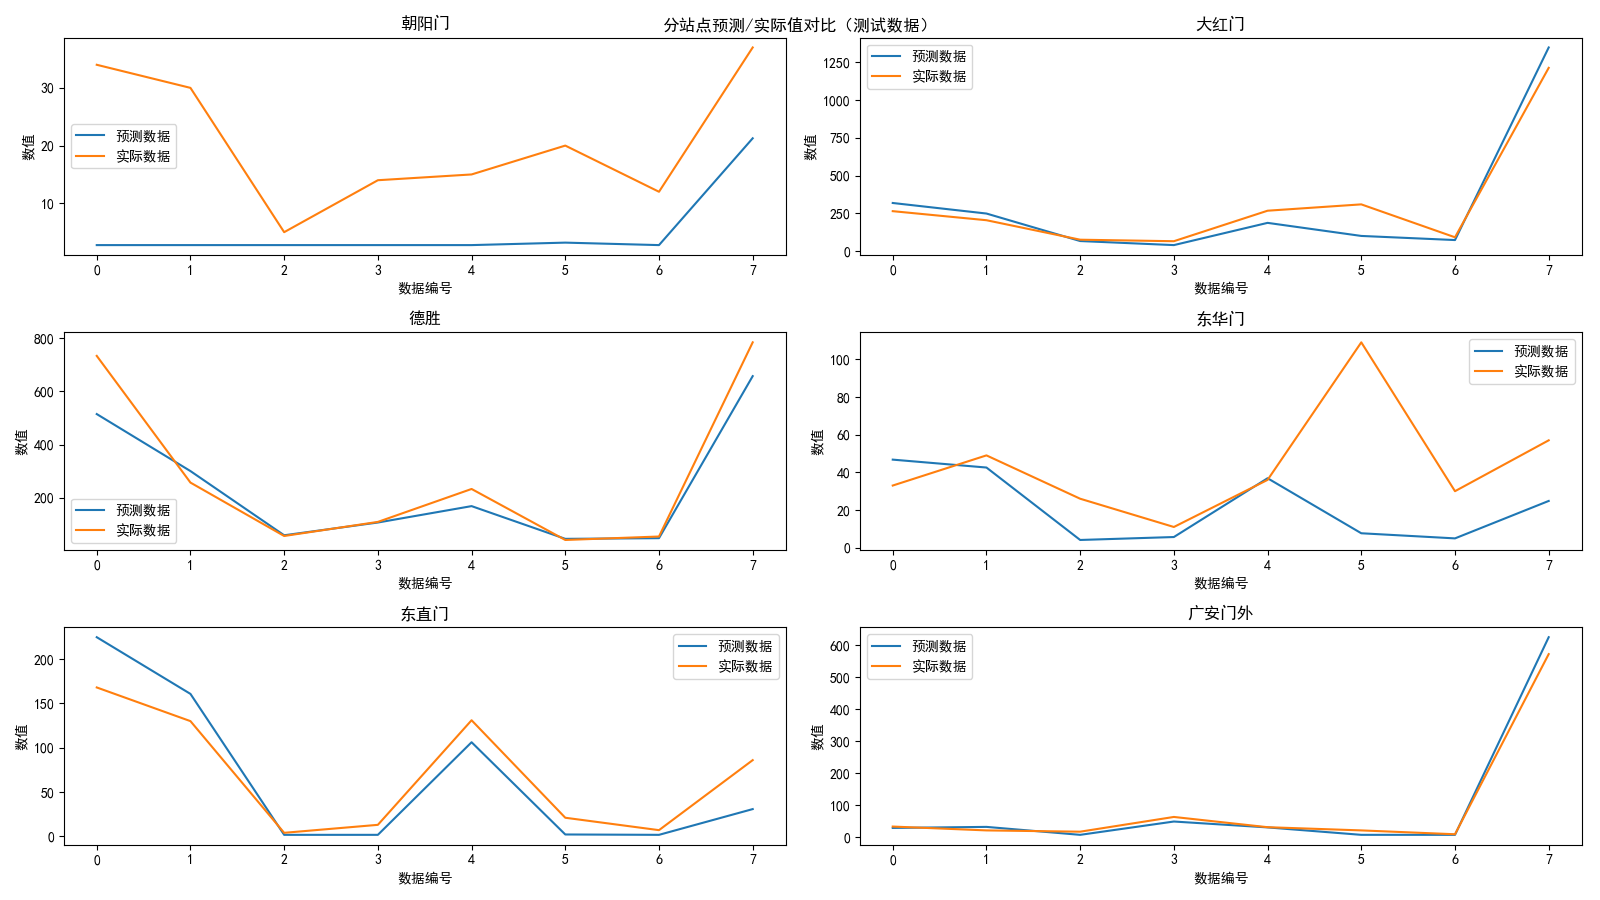 分站点预测/实际值对比（测试数据）
朝阳门
30
20
10
数值
预测数据
实际数据
0 1 2 3 4 5 6 7
数据编号
大红门
1250
1000
750
500
250
0
数值
预测数据
实际数据
0 1 2 3 4 5 6 7
数据编号
德胜
800
600
400
200
数值
预测数据
实际数据
0 1 2 3 4 5 6 7
数据编号
东华门
100
80
60
40
20
0
数值
预测数据
实际数据
0 1 2 3 4 5 6 7
数据编号
东直门
200
150
100
50
0
数值
预测数据
实际数据
0 1 2 3 4 5 6 7
数据编号
广安门外
600
500
400
300
200
100
0
数值
预测数据
实际数据
0 1 2 3 4 5 6 7
数据编号